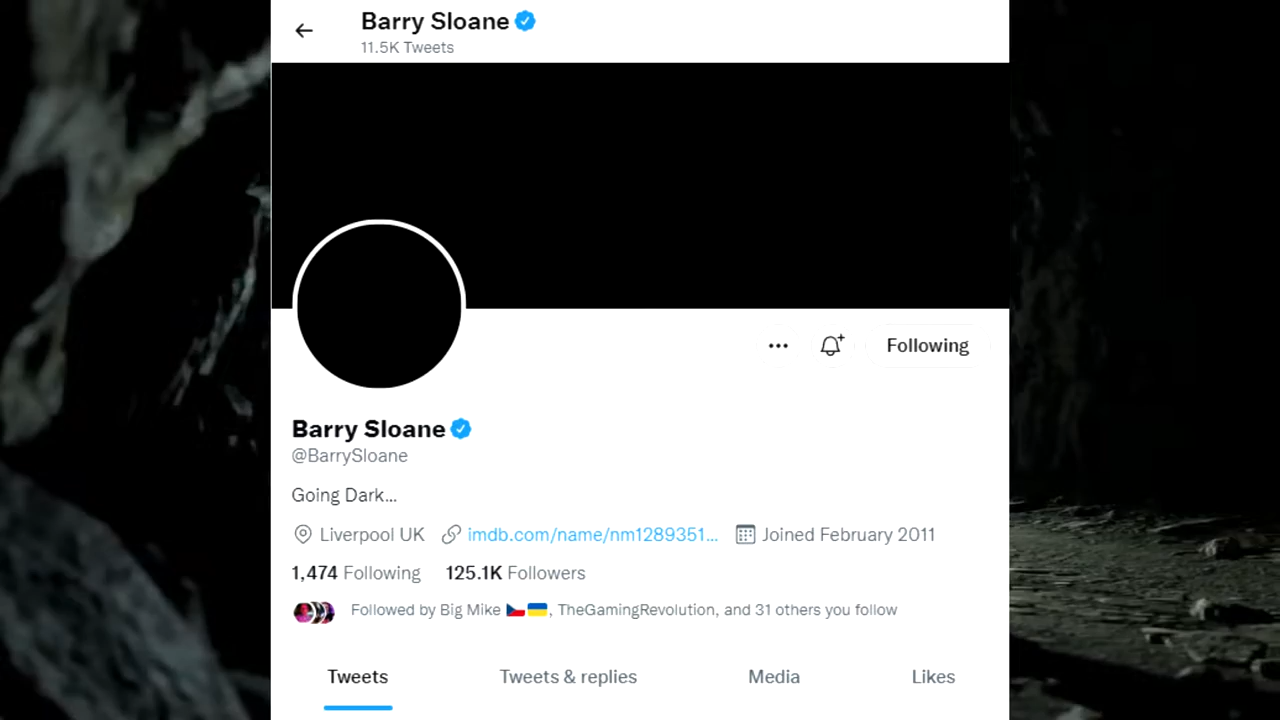 Barry Sloane
11.5K Tweets
Following
Barry Sloane
@BarrySloane
Going Dark...
Liverpool UK imdb.com/name/nm1289351... Joined February 2011
1,474 Following 125.1K Followers
Followed by Big Mike 🇨🇿🇺🇦, TheGamingRevolution, and 31 others you follow
Tweets Tweets & replies Media Likes